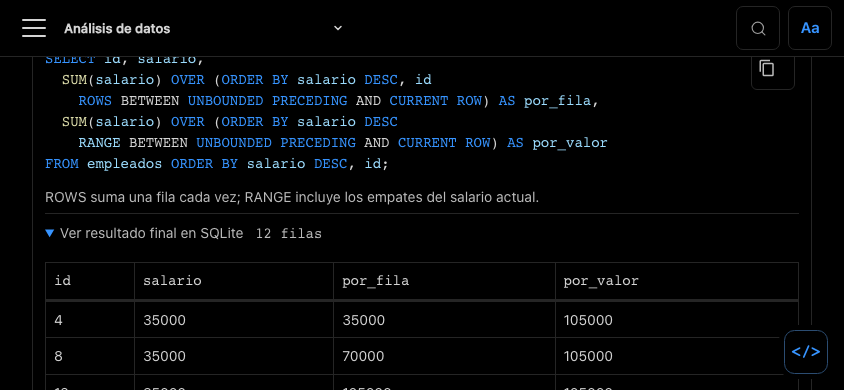 Análisis de datos
Aa
SELECT id, salario,
SUM(salario) OVER (ORDER BY salario DESC, id
ROWS BETWEEN UNBOUNDED PRECEDING AND CURRENT ROW) AS por_fila,
SUM(salario) OVER (ORDER BY salario DESC
RANGE BETWEEN UNBOUNDED PRECEDING AND CURRENT ROW) AS por_valor
FROM empleados ORDER BY salario DESC, id;
ROWS suma una fila cada vez; RANGE incluye los empates del salario actual.
Ver resultado final en SQLite 12 filas
id salario por_fila por_valor
4 35000 35000 105000
8 35000 70000 105000
</>